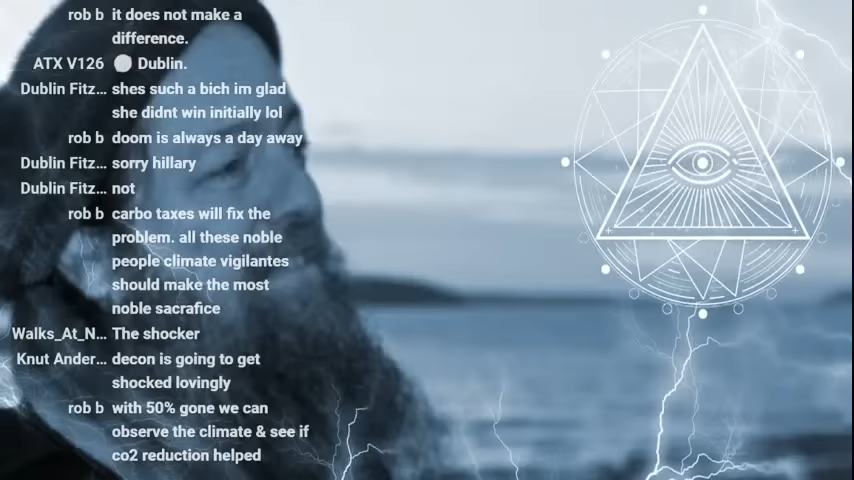 rob b it does not make a
difference.
ATX V126 Dublin.
Dublin Fitz... shes such a bich im glad
she didnt win initially lol
rob b doom is always a day away
Dublin Fitz... sorry hillary
Dublin Fitz... not
rob b carbo taxes will fix the
problem. all these noble
people climate vigilantes
should make the most
noble sacrafice
Walks_At_N... The shocker
Knut Ander... decon is going to get
shocked lovingly
rob b with 50% gone we can
observe the climate & see if
co2 reduction helped